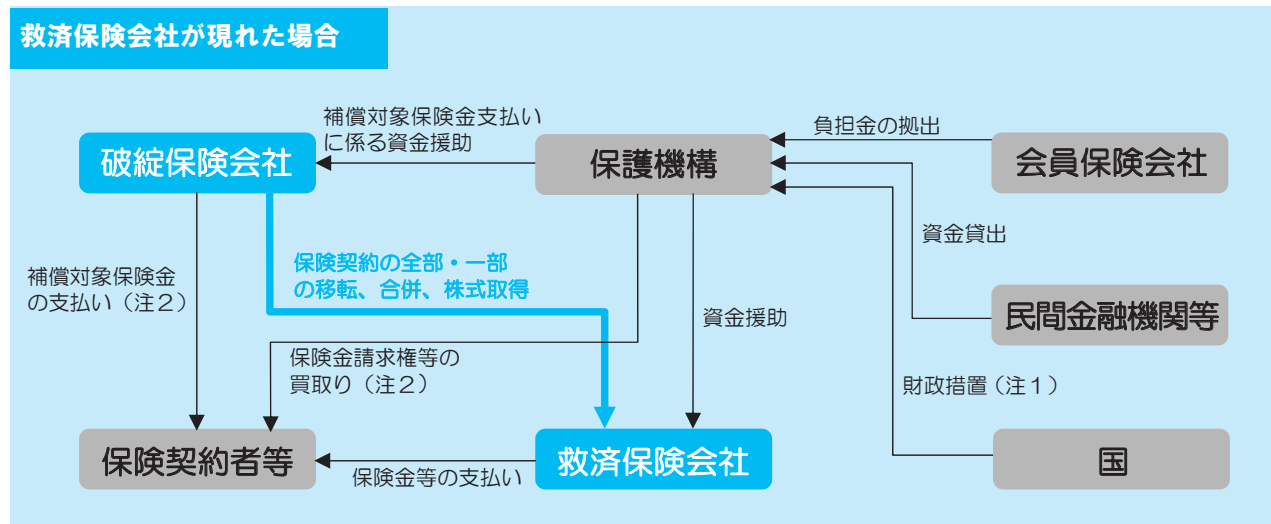 救済保険会社が現れた場合
補償対象保険金支払い
に係る資金援助
負担金の拠出
破綻保険会社
保護機構
会員保険会社
資金貸出
保険契約の全部・一部
の移転、合併、株式取得
補償対象保険金
の支払い（注２）
資金援助
民間金融機関等
保険金請求権等の
買取り（注２）
財政措置（注１）
保険契約者等
保険金等の支払い
救済保険会社
国